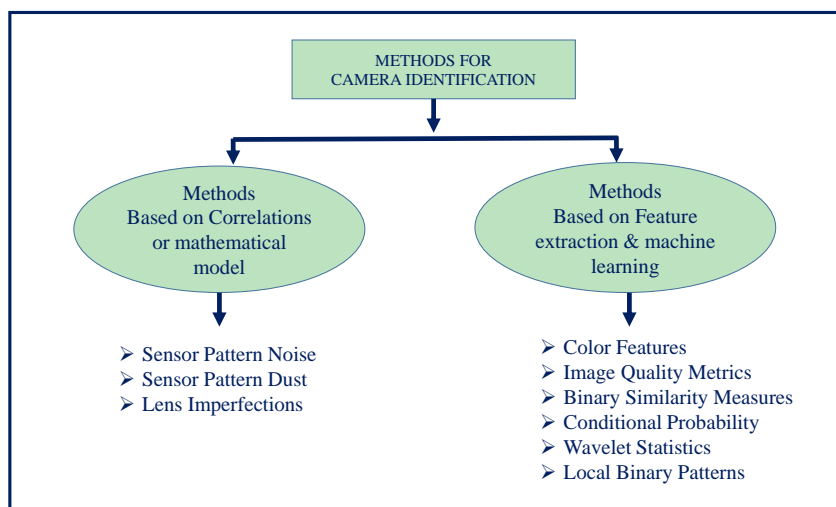 METHODS FOR
CAMERA IDENTIFICATION
Methods
Based on Correlations
or mathematical
model
Methods
Based on Feature
extraction & machine
learning
➢ Sensor Pattern Noise
➢ Sensor Pattern Dust
➢ Lens Imperfections
➢ Color Features
➢ Image Quality Metrics
➢ Binary Similarity Measures
➢ Conditional Probability
➢ Wavelet Statistics
➢ Local Binary Patterns